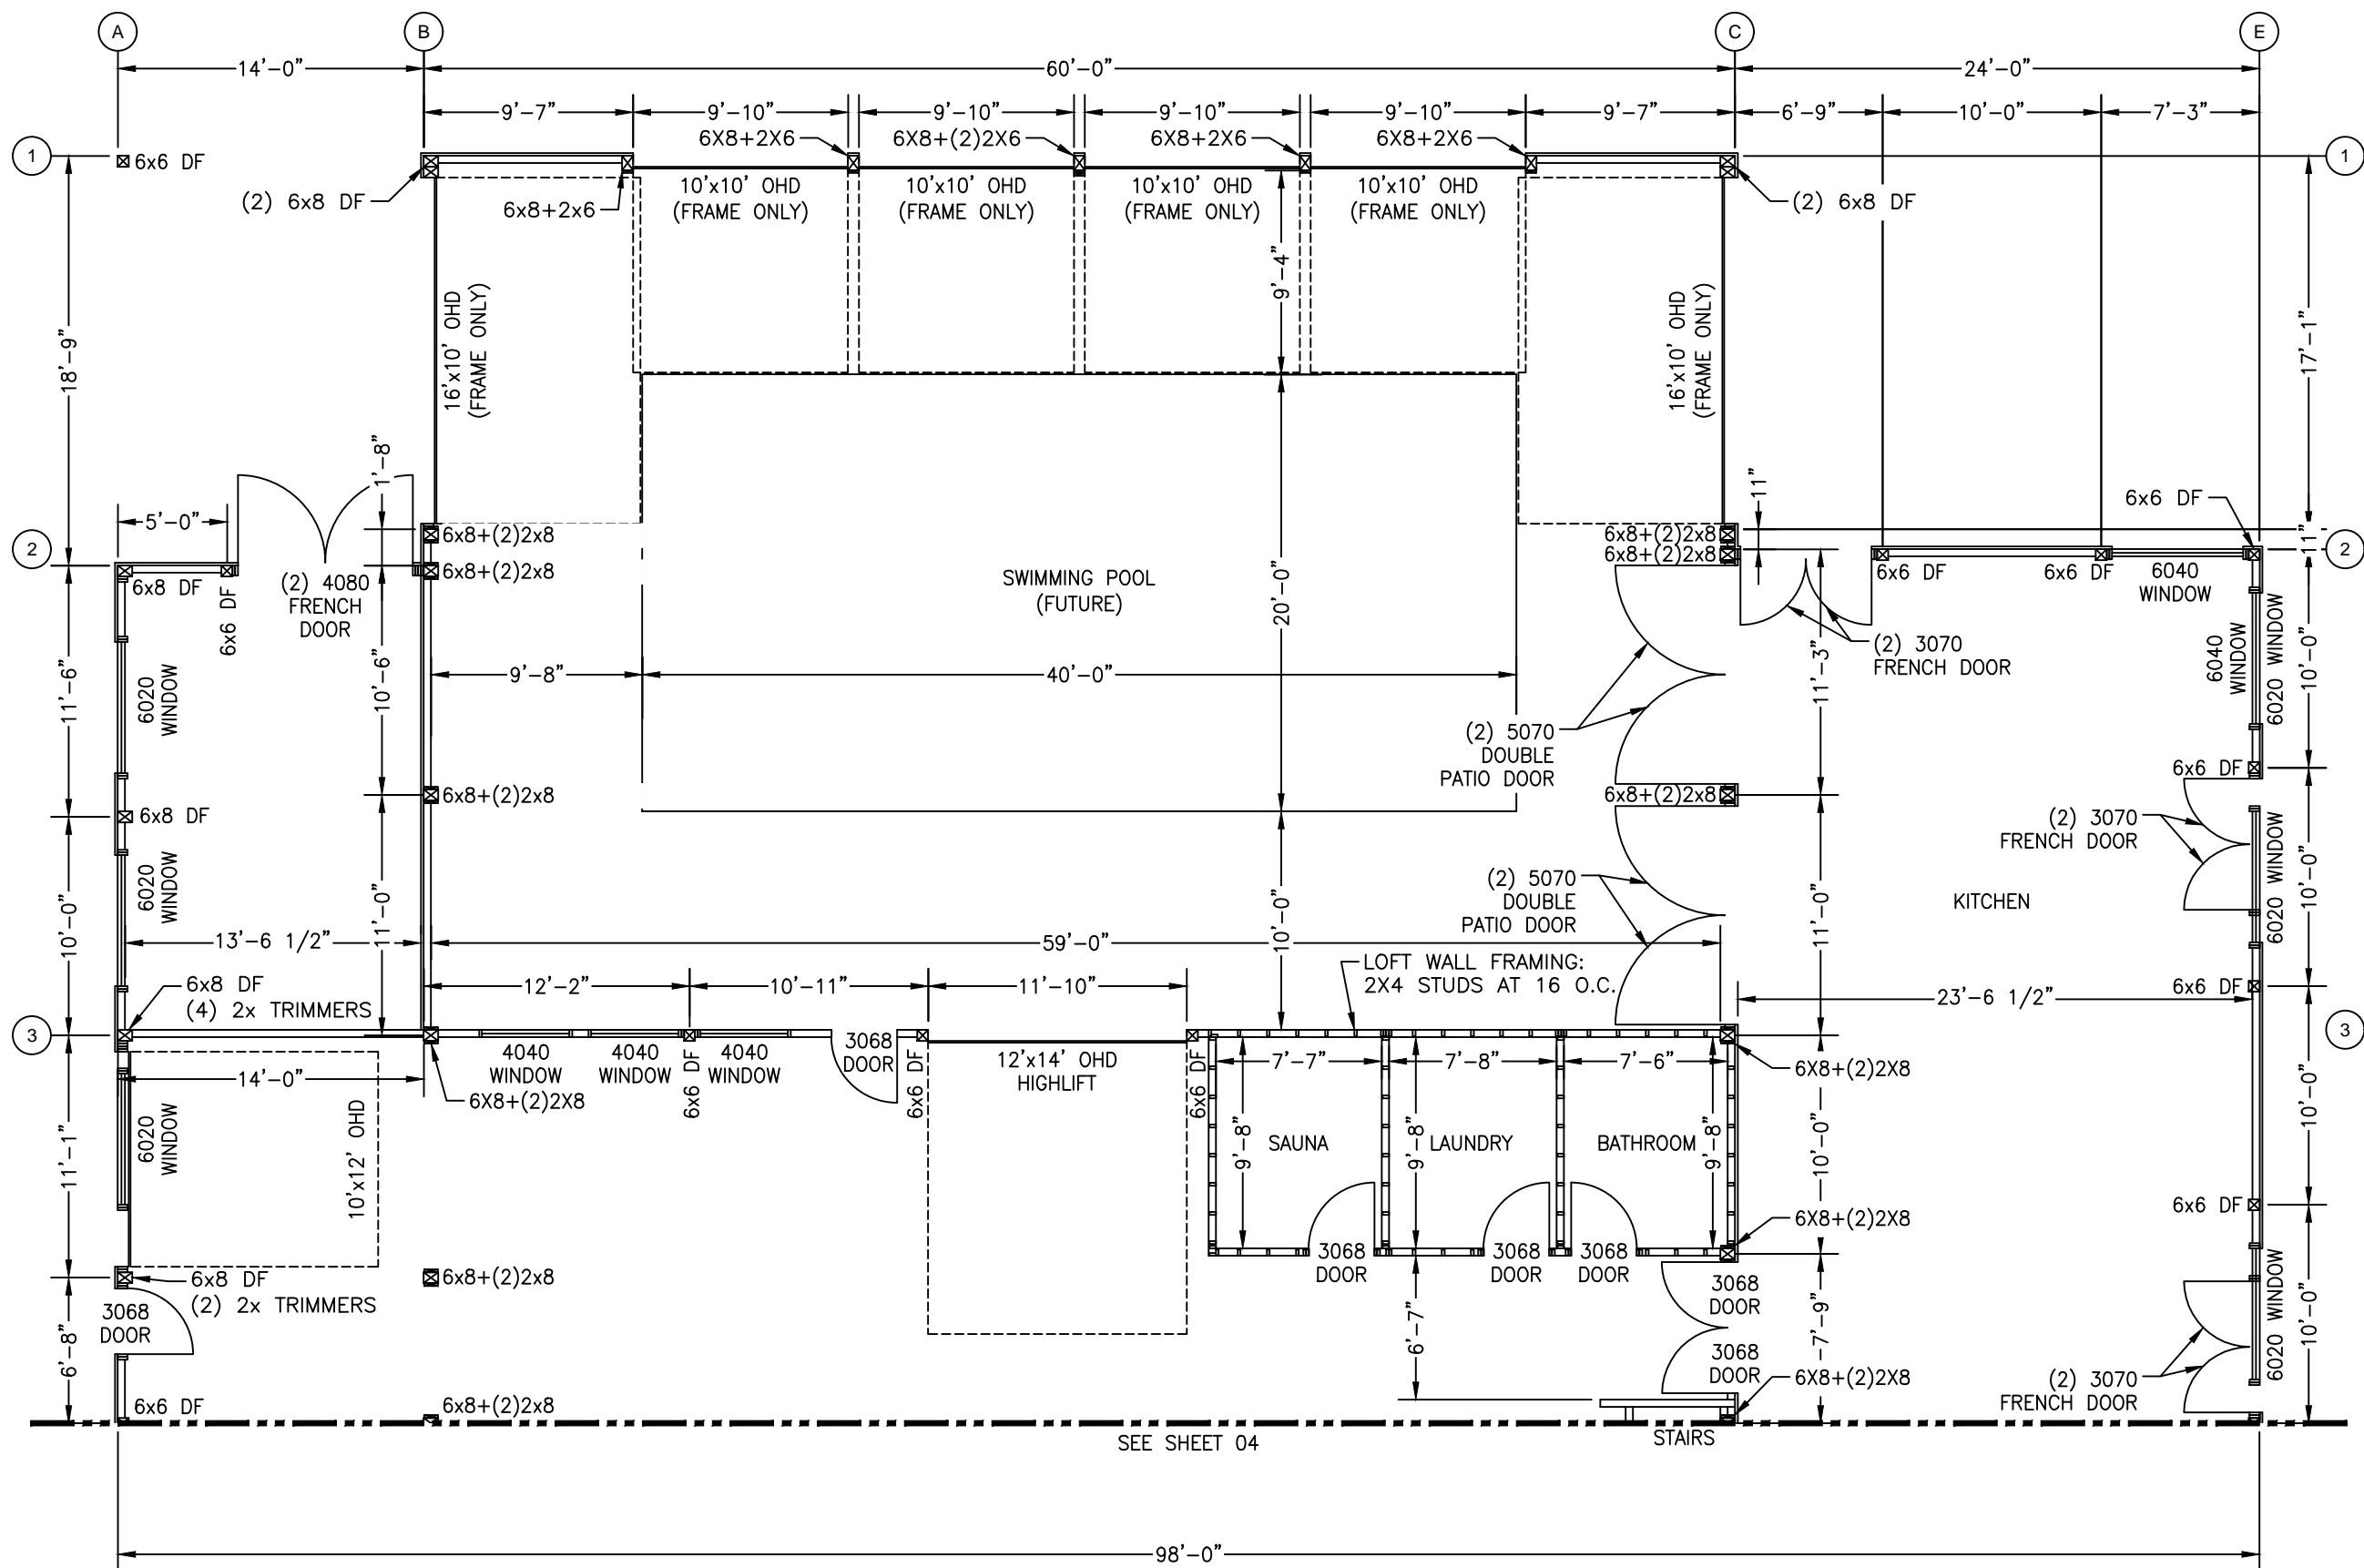 A
B
C
E
14'-0"
60'-0"
24'-0"
9'-7"
9'-10"
9'-10"
9'-10"
9'-10"
9'-7"
6'-9"
10'-0"
7'-3"
6X8+2X6
6X8+(2)2X6
6X8+2X6
6X8+2X6
1
6x6 DF
1
(2) 6x8 DF
6x8+2x6
10'x10' OHD
(FRAME ONLY)
10'x10' OHD
(FRAME ONLY)
10'x10' OHD
(FRAME ONLY)
10'x10' OHD
(FRAME ONLY)
(2) 6x8 DF
9'-4"
16'x10' OHD
(FRAME ONLY)
16'x10' OHD
(FRAME ONLY)
18'-9"
17'-1"
1'-8"
11"
6x6 DF
11"
5'-0"
6x8+(2)2x8
6x8+(2)2x8
6x8+(2)2x8
6x8+(2)2x8
2
2
6x8 DF
6x6 DF
(2) 4080
FRENCH
DOOR
SWIMMING POOL
(FUTURE)
20'-0"
6x6 DF
6x6 DF
6040
WINDOW
6040
WINDOW
6020 WINDOW
(2) 3070
FRENCH DOOR
11'-6"
6020
WINDOW
10'-6"
9'-8"
40'-0"
11'-3"
10'-0"
(2) 5070
DOUBLE
PATIO DOOR
6x8+(2)2x8
6x8+(2)2x8
6x6 DF
6x8 DF
(2) 3070
FRENCH DOOR
6020
WINDOW
10'-0"
11'-0"
10'-0"
(2) 5070
DOUBLE
PATIO DOOR
11'-0"
KITCHEN
6020 WINDOW
10'-0"
13'-6 1/2"
59'-0"
LOFT WALL FRAMING:
2X4 STUDS AT 16 O.C.
6x8 DF
(4) 2x TRIMMERS
12'-2"
10'-11"
11'-10"
23'-6 1/2"
6x6 DF
3
3
4040
WINDOW
4040
WINDOW
4040
WINDOW
6x6 DF
3068
DOOR
6x6 DF
12'x14' OHD
HIGHLIFT
6x6 DF
7'-7"
7'-8"
7'-6"
6X8+(2)2X8
14'-0"
6X8+(2)2X8
11'-1"
6020
WINDOW
10'x12' OHD
9'-8"
SAUNA
9'-8"
LAUNDRY
BATHROOM
9'-8"
10'-0"
10'-0"
6x6 DF
6X8+(2)2X8
3068
DOOR
3068
DOOR
3068
DOOR
6x8 DF
(2) 2x TRIMMERS
6x8+(2)2x8
3068
DOOR
3068
DOOR
6'-8"
6'-7"
3068
DOOR
7'-9"
6020 WINDOW
10'-0"
6x6 DF
6x8+(2)2x8
6X8+(2)2X8
(2) 3070
FRENCH DOOR
SEE SHEET 04
STAIRS
98'-0"